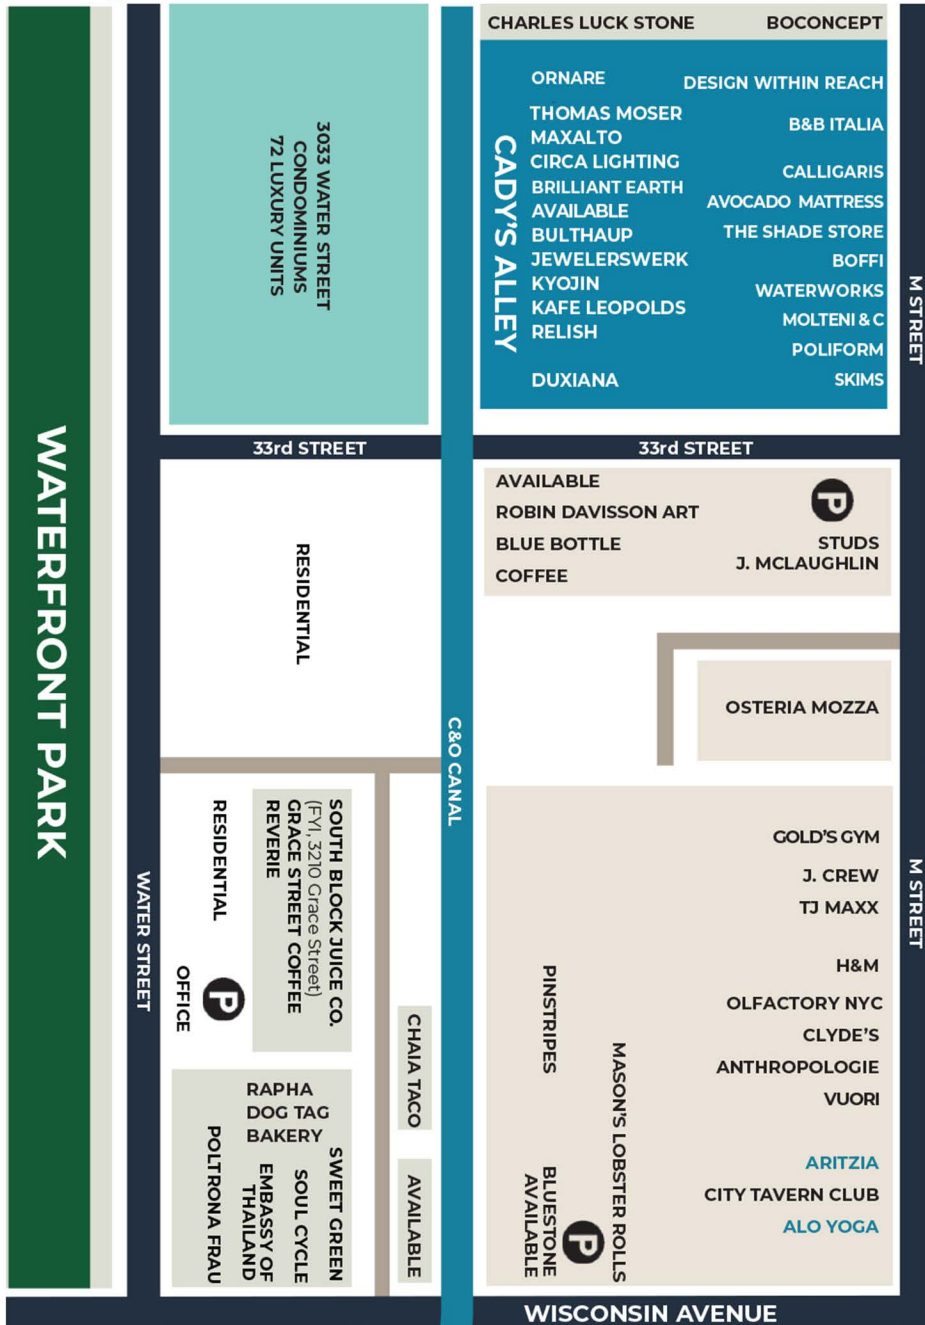 CHARLES LUCK STONE
BOCONCEPT
CADY'S ALLEY
ORNARE
THOMAS MOSER
MAXALTO
CIRCA LIGHTING
BRILLIANT EARTH
AVAILABLE
BULTHAUP
JEWELERSWERK
KYOJIN
KAFE LEOPOLDS
RELISH
DUXIANA
DESIGN WITHIN REACH
B&B ITALIA
CALLIGARIS
AVOCADO MATTRESS
THE SHADE STORE
BOFFI
WATERWORKS
MOLTENI & C
POLIFORM
SKIMS
M STREET
3033 WATER STREET
CONDOMINIUMS
72 LUXURY UNITS
WATERFRONT PARK
33rd STREET
33rd STREET
AVAILABLE
ROBIN DAVISSON ART
BLUE BOTTLE
COFFEE
P
STUDS
J. MCLAUGHLIN
RESIDENTIAL
OSTERIA MOZZA
C&O CANAL
WATER STREET
M STREET
RESIDENTIAL
SOUTH BLOCK JUICE CO.
(FYI, 3210 Grace Street)
GRACE STREET COFFEE
REVERIE
OFFICE
P
CHAIA TACO
AVAILABLE
RAPHA
DOG TAG
BAKERY
SWEET GREEN
SOUL CYCLE
EMBASSY OF
THAILAND
POLTRONA FRAU
GOLD'S GYM
J. CREW
TJ MAXX
H&M
OLFACTORY NYC
CLYDE'S
ANTHROPOLOGIE
VUORI
ARITZIA
CITY TAVERN CLUB
ALO YOGA
PINSTRIPES
MASON'S LOBSTER ROLLS
P
BLUESTONE
AVAILABLE
WISCONSIN AVENUE